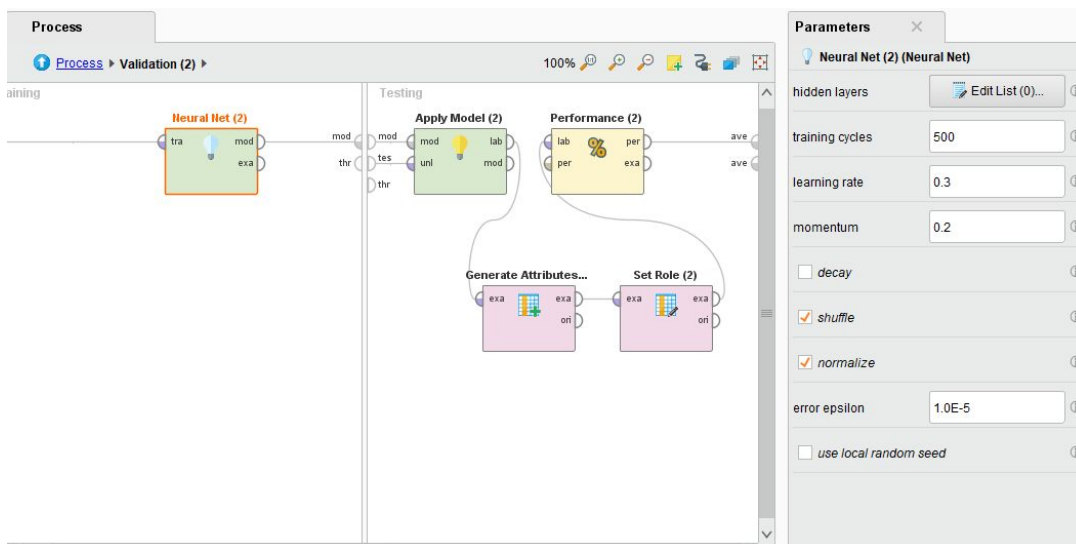 Process
Process ▸ Validation (2) ▸
100%
aining
Testing
Neural Net (2)
tra
mod
exa
mod
thr
mod
tes
thr
Apply Model (2)
mod
lab
unl
mod
Performance (2)
lab
per
per
exa
ave
ave
Generate Attributes...
exa
exa
ori
Set Role (2)
exa
exa
ori
Parameters
Neural Net (2) (Neural Net)
hidden layers
Edit List (0)...
training cycles
500
learning rate
0.3
momentum
0.2
decay
shuffle
normalize
error epsilon
1.0E-5
use local random seed